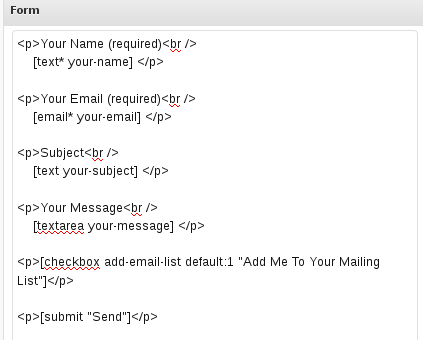 Form
<p>Your Name (required)<br />
[text* your-name] </p>
<p>Your Email (required)<br />
[email* your-email] </p>
<p>Subject<br />
[text your-subject] </p>
<p>Your Message<br />
[textarea your-message] </p>
<p>[checkbox add-email-list default:1 "Add Me To Your Mailing
List"]</p>
<p>[submit "Send"]</p>